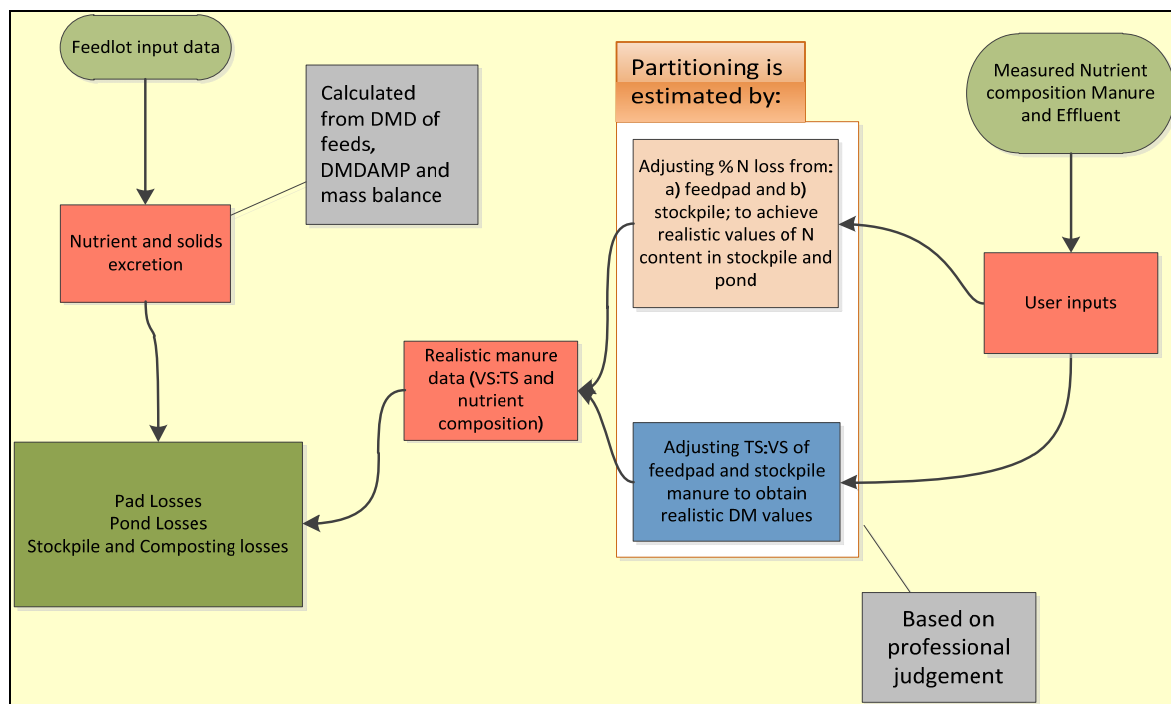 Feedlot input data
Calculated
from DMD of
feeds,
DMDAMP and
mass balance
Nutrient and solids
excretion
Pad Losses
Pond Losses
Stockpile and Composting losses
Realistic manure
data (VS:TS and
nutrient
composition)
Partitioning is
estimated by:
Adjusting % N loss from:
a) feedpad and b)
stockpile; to achieve
realistic values of N
content in stockpile and
pond
Adjusting TS:VS of
feedpad and stockpile
manure to obtain
realistic DM values
Measured Nutrient
composition Manure
and Effluent
User inputs
Based on
professional
judgement